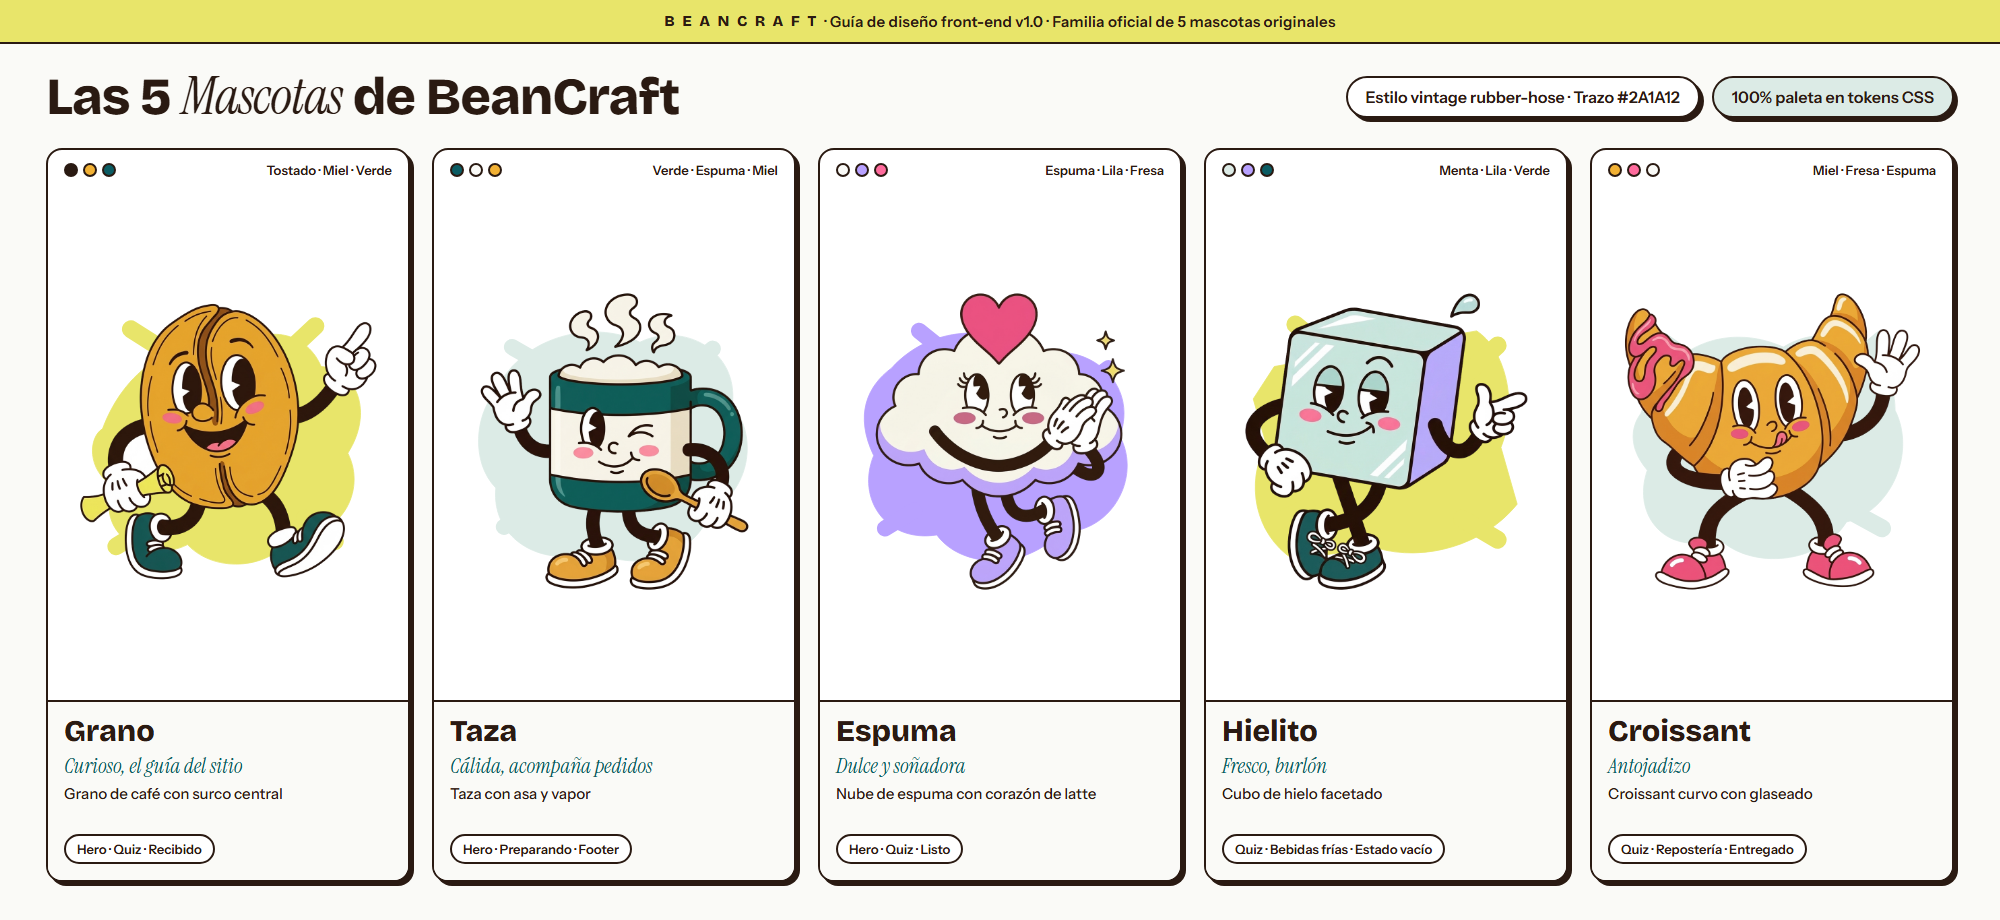 BEANCRAFT · Guía de diseño front-end v1.0 · Familia oficial de 5 mascotas originales
Las 5 Mascotas de BeanCraft
Estilo vintage rubber-hose · Trazo #2A1A12
100% paleta en tokens CSS
Tostado · Miel · Verde
Grano
Curioso, el guía del sitio
Grano de café con surco central
Hero · Quiz · Recibido
Verde · Espuma · Miel
Taza
Cálida, acompaña pedidos
Taza con asa y vapor
Hero · Preparando · Footer
Espuma · Lila · Fresa
Espuma
Dulce y soñadora
Nube de espuma con corazón de latte
Hero · Quiz · Listo
Menta · Lila · Verde
Hielito
Fresco, burlón
Cubo de hielo facetado
Quiz · Bebidas frías · Estado vacío
Miel · Fresa · Espuma
Croissant
Antojadizo
Croissant curvo con glaseado
Quiz · Repostería · Entregado